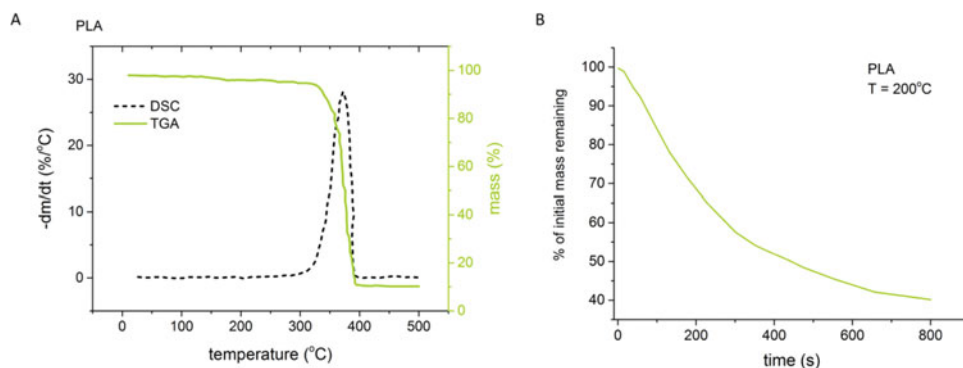 A
PLA
30
20
10
0
-dm/dt (%/°C)
DSC
TGA
100
80
60
40
20
0
mass (%)
0 100 200 300 400 500
temperature (°C)
B
PLA
T = 200°C
100
90
80
70
60
50
40
% of initial mass remaining
0 200 400 600 800
time (s)